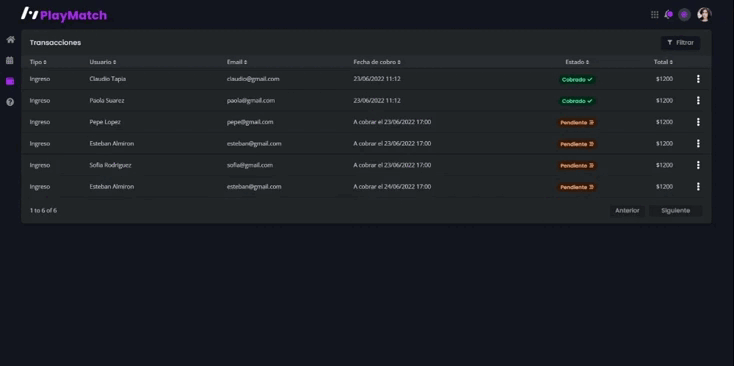 PlayMatch
Transacciones Filtrar
Tipo Usuario Email Fecha de cobro Estado Total
Ingreso Claudio Tapia claudio@gmail.com 23/06/2022 11:12 Cobrado $1200
Ingreso Paola Suarez paola@gmail.com 23/06/2022 11:12 Cobrado $1200
Ingreso Pepe Lopez pepe@gmail.com A cobrar el 23/06/2022 17:00 Pendiente $1200
Ingreso Esteban Almiron esteban@gmail.com A cobrar el 23/06/2022 17:00 Pendiente $1200
Ingreso Sofia Rodriguez sofia@gmail.com A cobrar el 23/06/2022 17:00 Pendiente $1200
Ingreso Esteban Almiron esteban@gmail.com A cobrar el 24/06/2022 17:00 Pendiente $1200
1 to 6 of 6 Anterior Siguiente